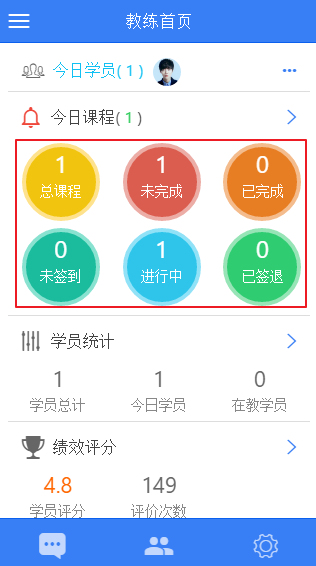 教练首页
今日学员( 1 )
今日课程( 1 )
1 1 0
总课程 未完成 已完成
0 1 0
未签到 进行中 已签退
学员统计
1 1 0
学员总计 今日学员 在教学员
绩效评分
4.8 149
学员评分 评价次数